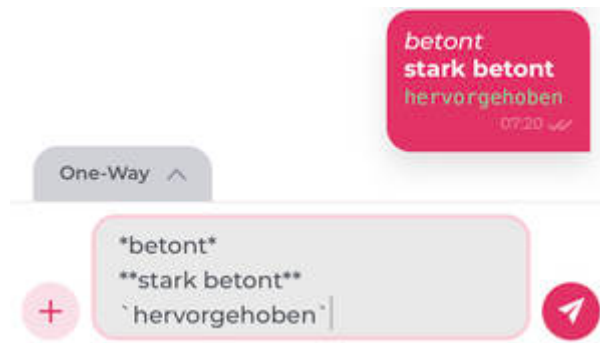 betont
stark betont
hervorgehoben
07:20
One-Way
*betont*
**stark betont**
`hervorgehoben`